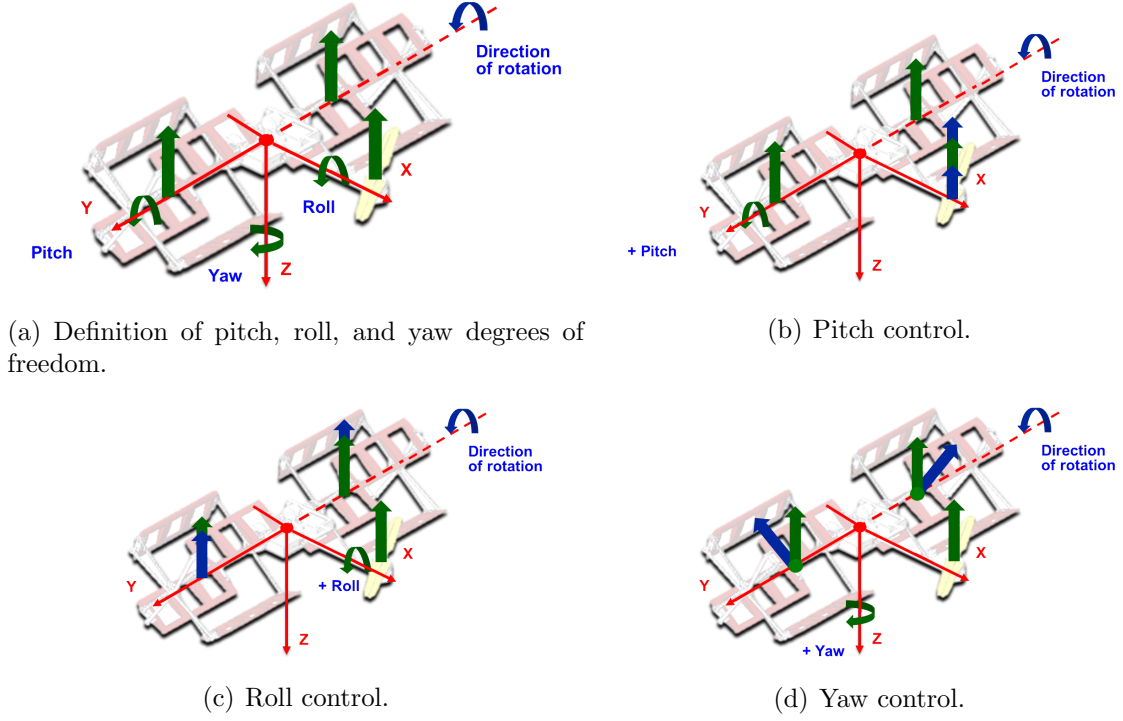 Direction
of rotation
X
Y
Roll
Pitch
Yaw
Z
(a) Definition of pitch, roll, and yaw degrees of
freedom.
Direction
of rotation
X
Y
+ Pitch
Z
(b) Pitch control.
Direction
of rotation
X
Y
+ Roll
Z
(c) Roll control.
Direction
of rotation
X
Y
Z
+ Yaw
(d) Yaw control.